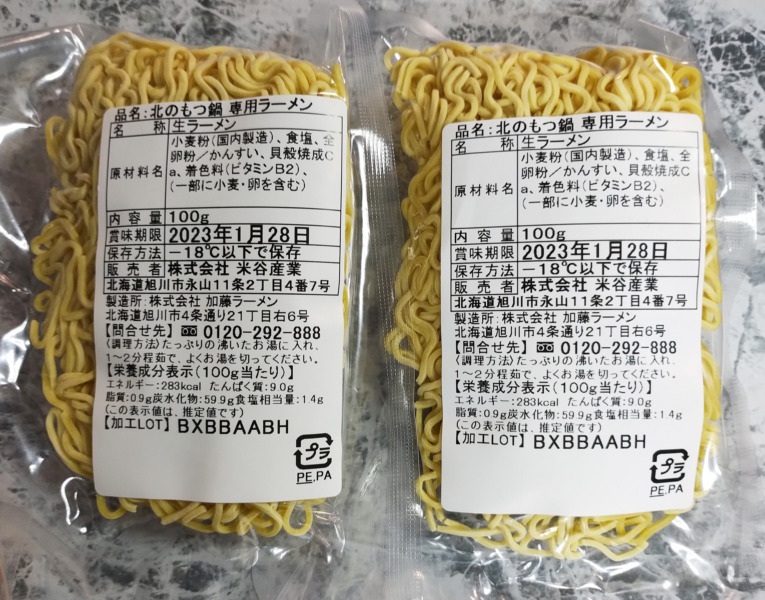 品名:北のもつ鍋 専用ラーメン
名 称 生ラーメン
原材料名 小麦粉(国内製造)、食塩、全
卵粉/かんすい、貝殻焼成C
a、着色料(ビタミンB2)、
(一部に小麦・卵を含む)
内容量 100g
賞味期限 2023年1月28日
保存方法 -18℃以下で保存
販売者 株式会社 米谷産業
北海道旭川市永山11条2丁目4番7号
製造所:株式会社 加藤ラーメン
北海道旭川市4条通り21丁目右6号
【問合せ先】 0120-292-888
〈調理方法〉たっぷりの沸いたお湯に入れ、
1~2分程茹で、よくお湯を切ってください。
【栄養成分表示(100g当たり)】
エネルギー:283kcal たんぱく質:9.0g
脂質:0.9g炭水化物:59.9g食塩相当量:1.4g
(この表示値は、推定値です)
【加工LOT】 BXBBAABH
プラ
PE,PA
品名:北のもつ鍋 専用ラーメン
名 称 生ラーメン
原材料名 小麦粉(国内製造)、食塩、全
卵粉/かんすい、貝殻焼成C
a、着色料(ビタミンB2)、
(一部に小麦・卵を含む)
内容量 100g
賞味期限 2023年1月28日
保存方法 -18℃以下で保存
販売者 株式会社 米谷産業
北海道旭川市永山11条2丁目4番7号
製造所:株式会社 加藤ラーメン
北海道旭川市4条通り21丁目右6号
【問合せ先】 0120-292-888
〈調理方法〉たっぷりの沸いたお湯に入れ、
1~2分程茹で、よくお湯を切ってください。
【栄養成分表示(100g当たり)】
エネルギー:283kcal たんぱく質:9.0g
脂質:0.9g炭水化物:59.9g食塩相当量:1.4g
(この表示値は、推定値です)
【加工LOT】 BXBBAABH
プラ
PE,PA